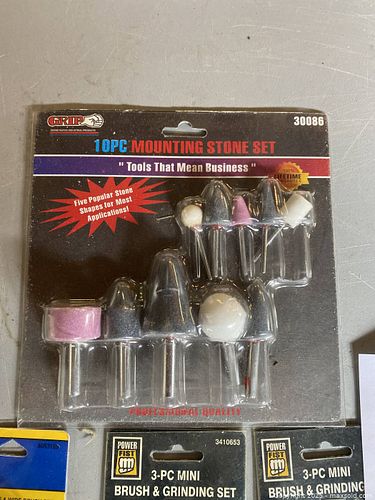 GRIP
30086
10PC MOUNTING STONE SET
" Tools That Mean Business "
LIFETIME
Five Popular Stone
Shapes for Most
Applications!
PROFESSIONAL QUALITY
POWER
FIST
3410653
3-PC MINI
BRUSH & GRINDING SET
POWER
FIST
3-PC MINI
BRUSH & GRINDING